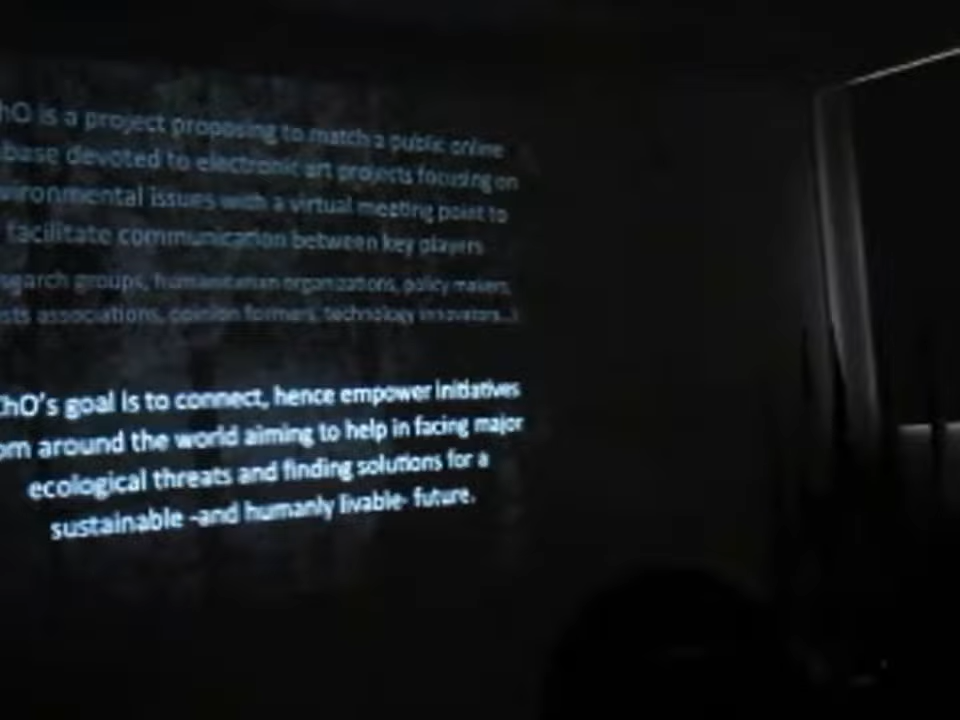 hO is a project proposing to match a public online
base devoted to electronic art projects focusing on
vironmental issues with a virtual meeting point to
facilitate communication between key players
search groups, humanitarian organizations, policy makers,
sts associations, opinion formers, technology innovators...)
ChO's goal is to connect, hence empower initiatives
om around the world aiming to help in facing major
ecological threats and finding solutions for a
sustainable -and humanly livable- future.